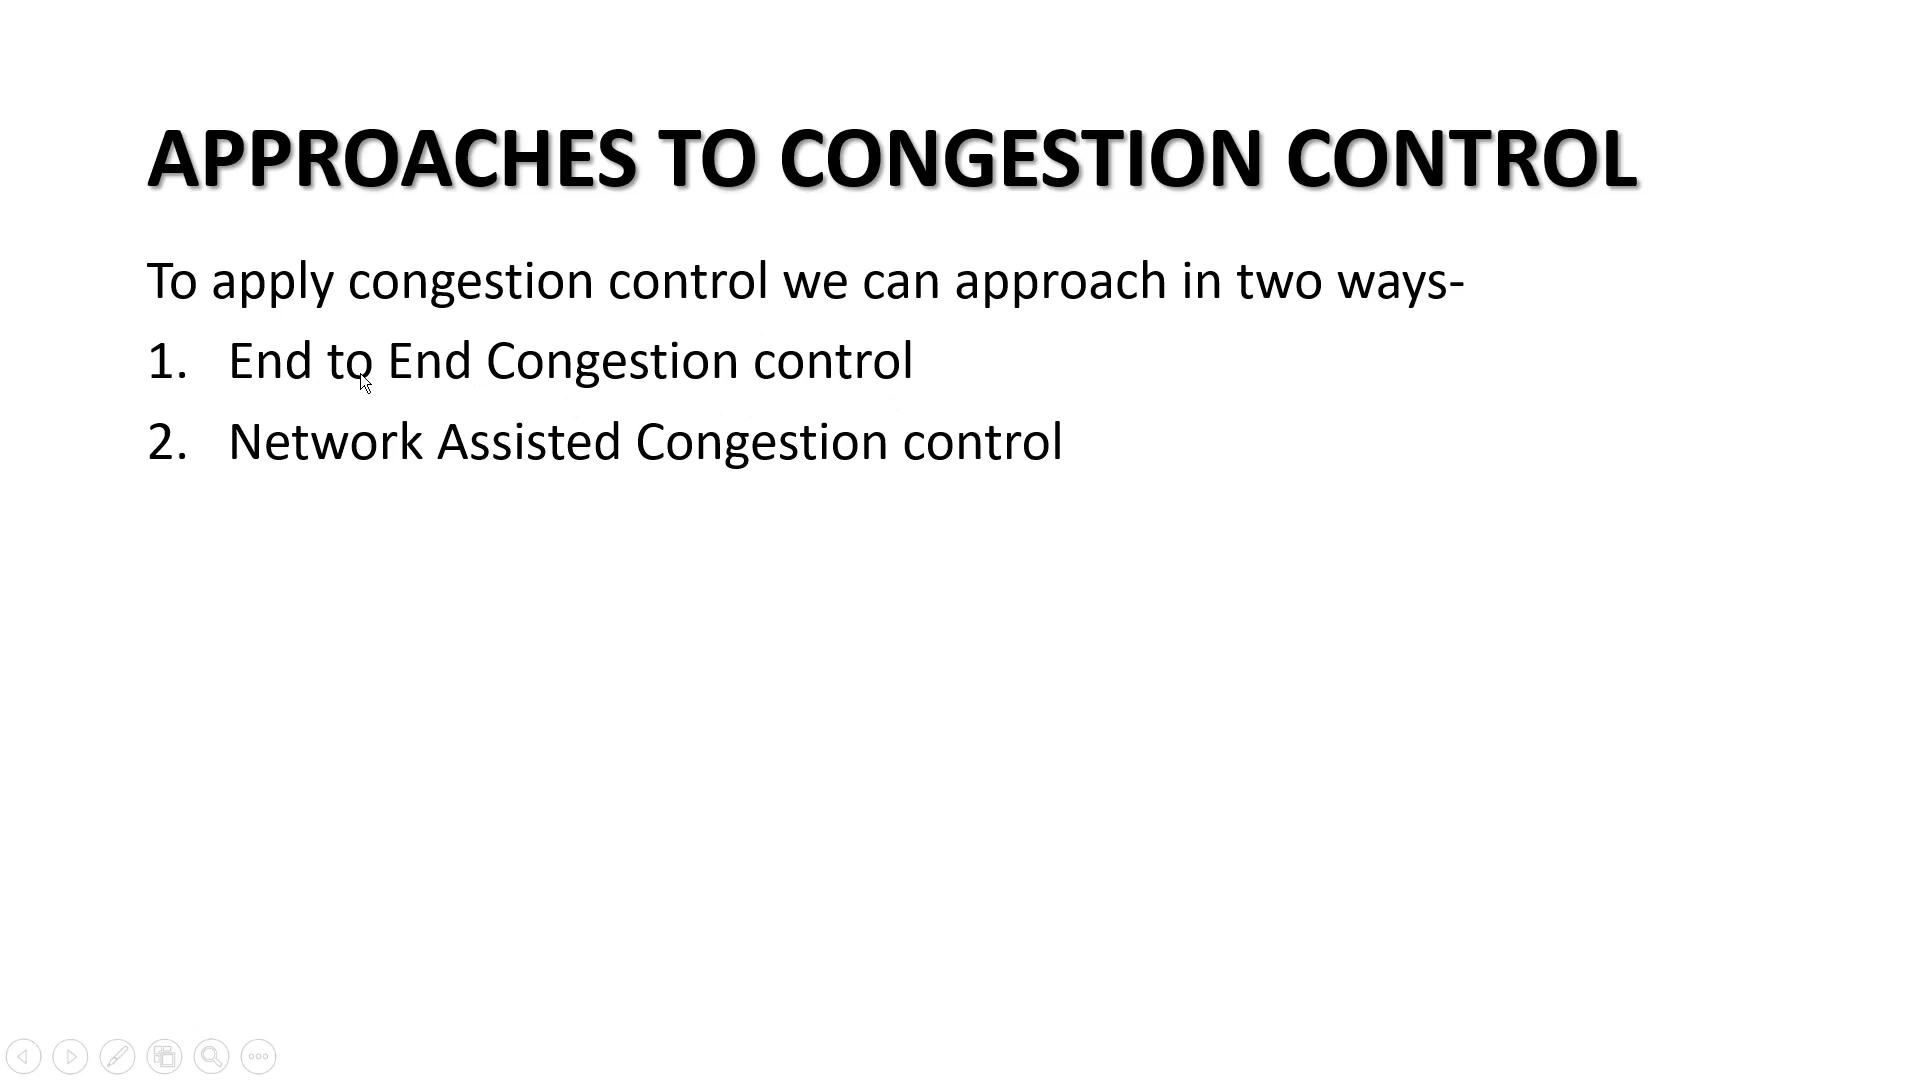 APPROACHES TO CONGESTION CONTROL
To apply congestion control we can approach in two ways-
1. End to End Congestion control
2. Network Assisted Congestion control